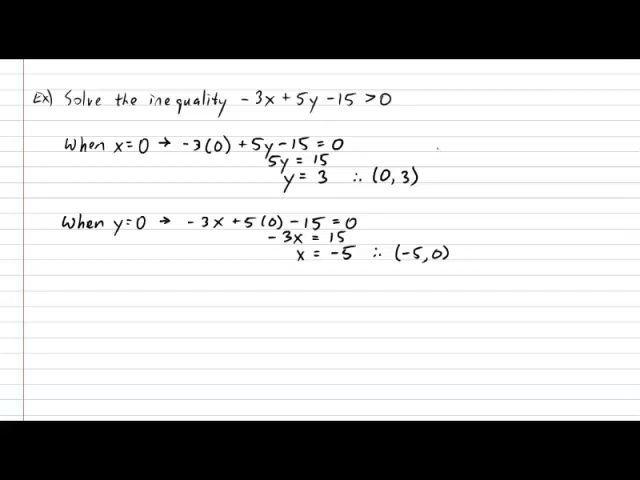 Ex) Solve the inequality -3x + 5y - 15 > 0
When x=0 → -3(0) + 5y - 15 = 0
5y = 15
y = 3 ∴ (0, 3)
When y=0 → -3x + 5(0) - 15 = 0
-3x = 15
x = -5 ∴ (-5, 0)